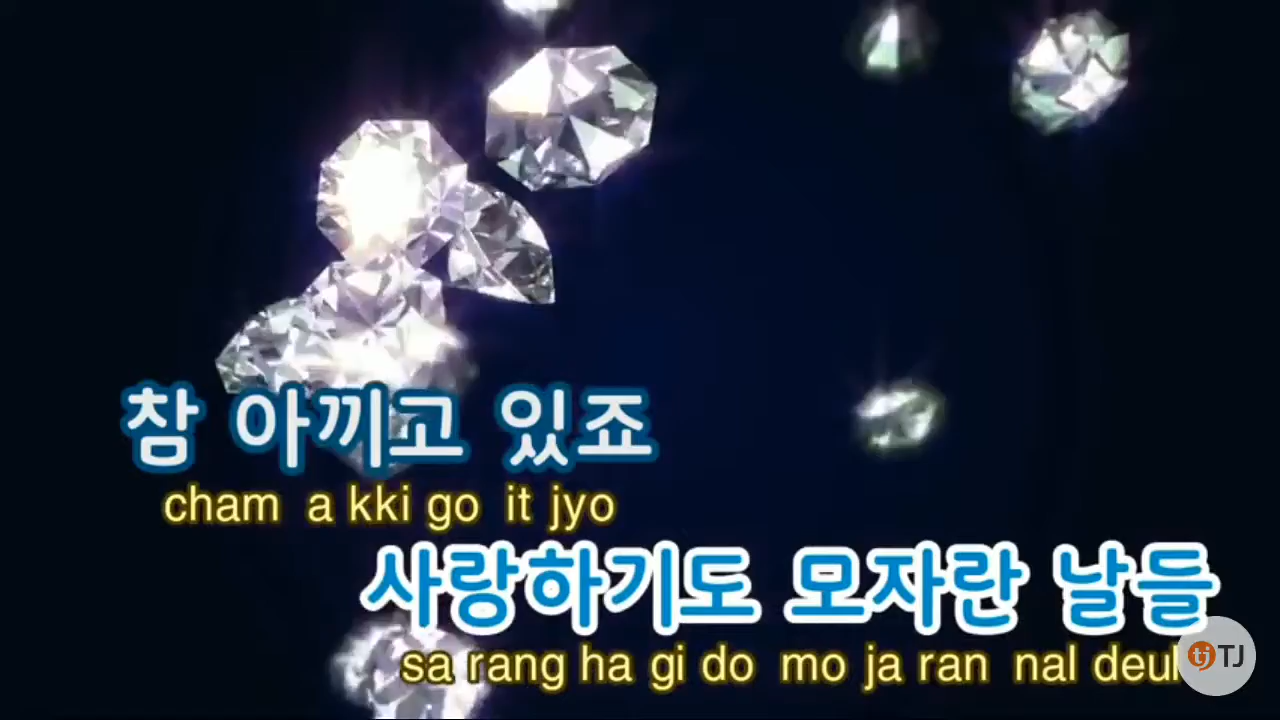 참 아끼고 있죠
cham a kki go it jyo
사랑하기도 모자란 날들
sa rang ha gi do mo ja ran nal deul
tj TJ